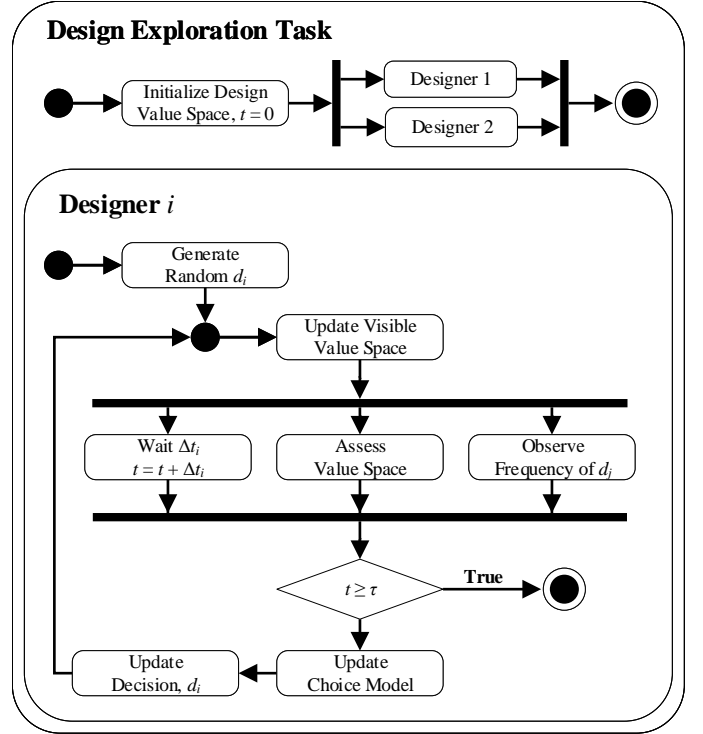 Design Exploration Task
Initialize Design
Value Space, t = 0
Designer 1
Designer 2
Designer i
Generate
Random dᵢ
Update Visible
Value Space
Wait Δtᵢ
t = t + Δtᵢ
Assess
Value Space
Observe
Frequency of dⱼ
t ≥ τ
True
Update
Decision, dᵢ
Update
Choice Model